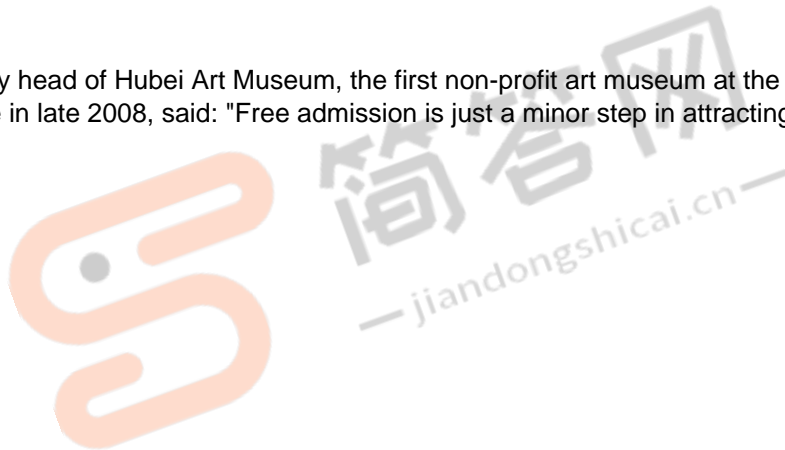 y head of Hubei Art Museum, the first non-profit art museum at the
in late 2008, said: "Free admission is just a minor step in attracting
简答网
jiandongshicai.cn